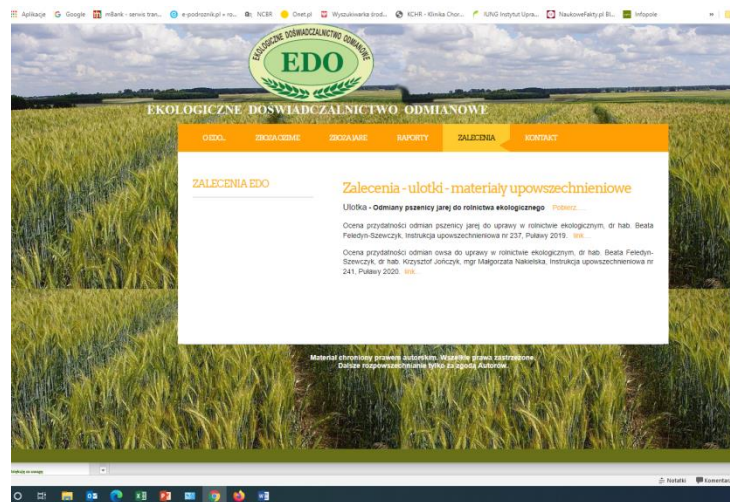 Aplikacje Google mBank - serwis tran... e-podroznik.pl - ro... NCBR Onet.pl Wyszukiwarka środ... KCHR - Klinika Chor... IUNG Instytut Upra... NaukoweFakty.pl Bl... Infopole
EKOLOGICZNE DOŚWIADCZALNICTWO ODMIANOWE
EDO
EKOLOGICZNE DOŚWIADCZALNICTWO ODMIANOWE
O EDO.. ZBOŻA OZIME ZBOŻA JARE RAPORTY ZALECENIA KONTAKT
ZALECENIA EDO
Zalecenia - ulotki - materiały upowszechnieniowe
Ulotka - Odmiany pszenicy jarej do rolnictwa ekologicznego Pobierz....
Ocena przydatności odmian pszenicy jarej do uprawy w rolnictwie ekologicznym, dr hab. Beata
Feledyn-Szewczyk, Instrukcja upowszechnieniowa nr 237, Puławy 2019. link...
Ocena przydatności odmian owsa do uprawy w rolnictwie ekologicznym, dr hab. Beata Feledyn-
Szewczyk, dr hab. Krzysztof Jończyk, mgr Małgorzata Nakielska, Instrukcja upowszechnieniowa nr
241, Puławy 2020. link...
Materiał chroniony prawem autorskim. Wszelkie prawa zastrzeżone.
Dalsze rozpowszechnianie tylko za zgodą Autorów.
Notatki Komentarz